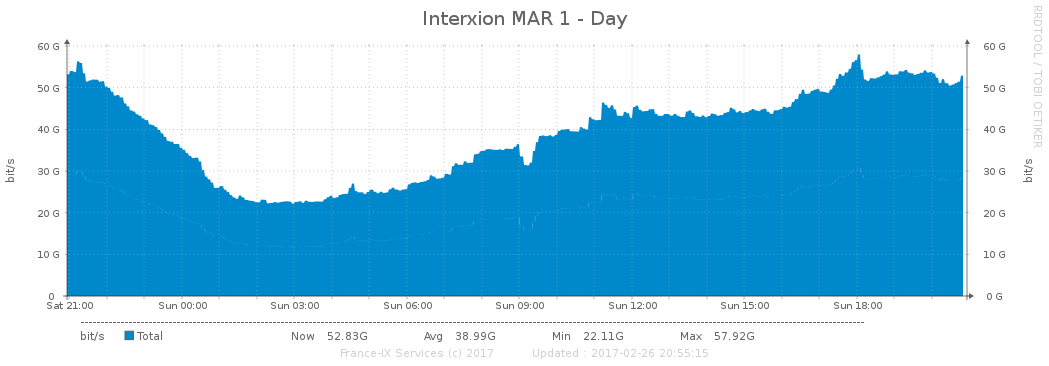 Interxion MAR 1 - Day
RRDTOOL / TOBI OETIKER
60 G 60 G
50 G 50 G
40 G 40 G
30 G 30 G
20 G 20 G
10 G 10 G
0 0 G
bit/s bit/s
Sat 21:00 Sun 00:00 Sun 03:00 Sun 06:00 Sun 09:00 Sun 12:00 Sun 15:00 Sun 18:00
bit/s Total Now 52.83G Avg 38.99G Min 22.11G Max 57.92G
France-IX Services (c) 2017 Updated : 2017-02-26 20:55:15